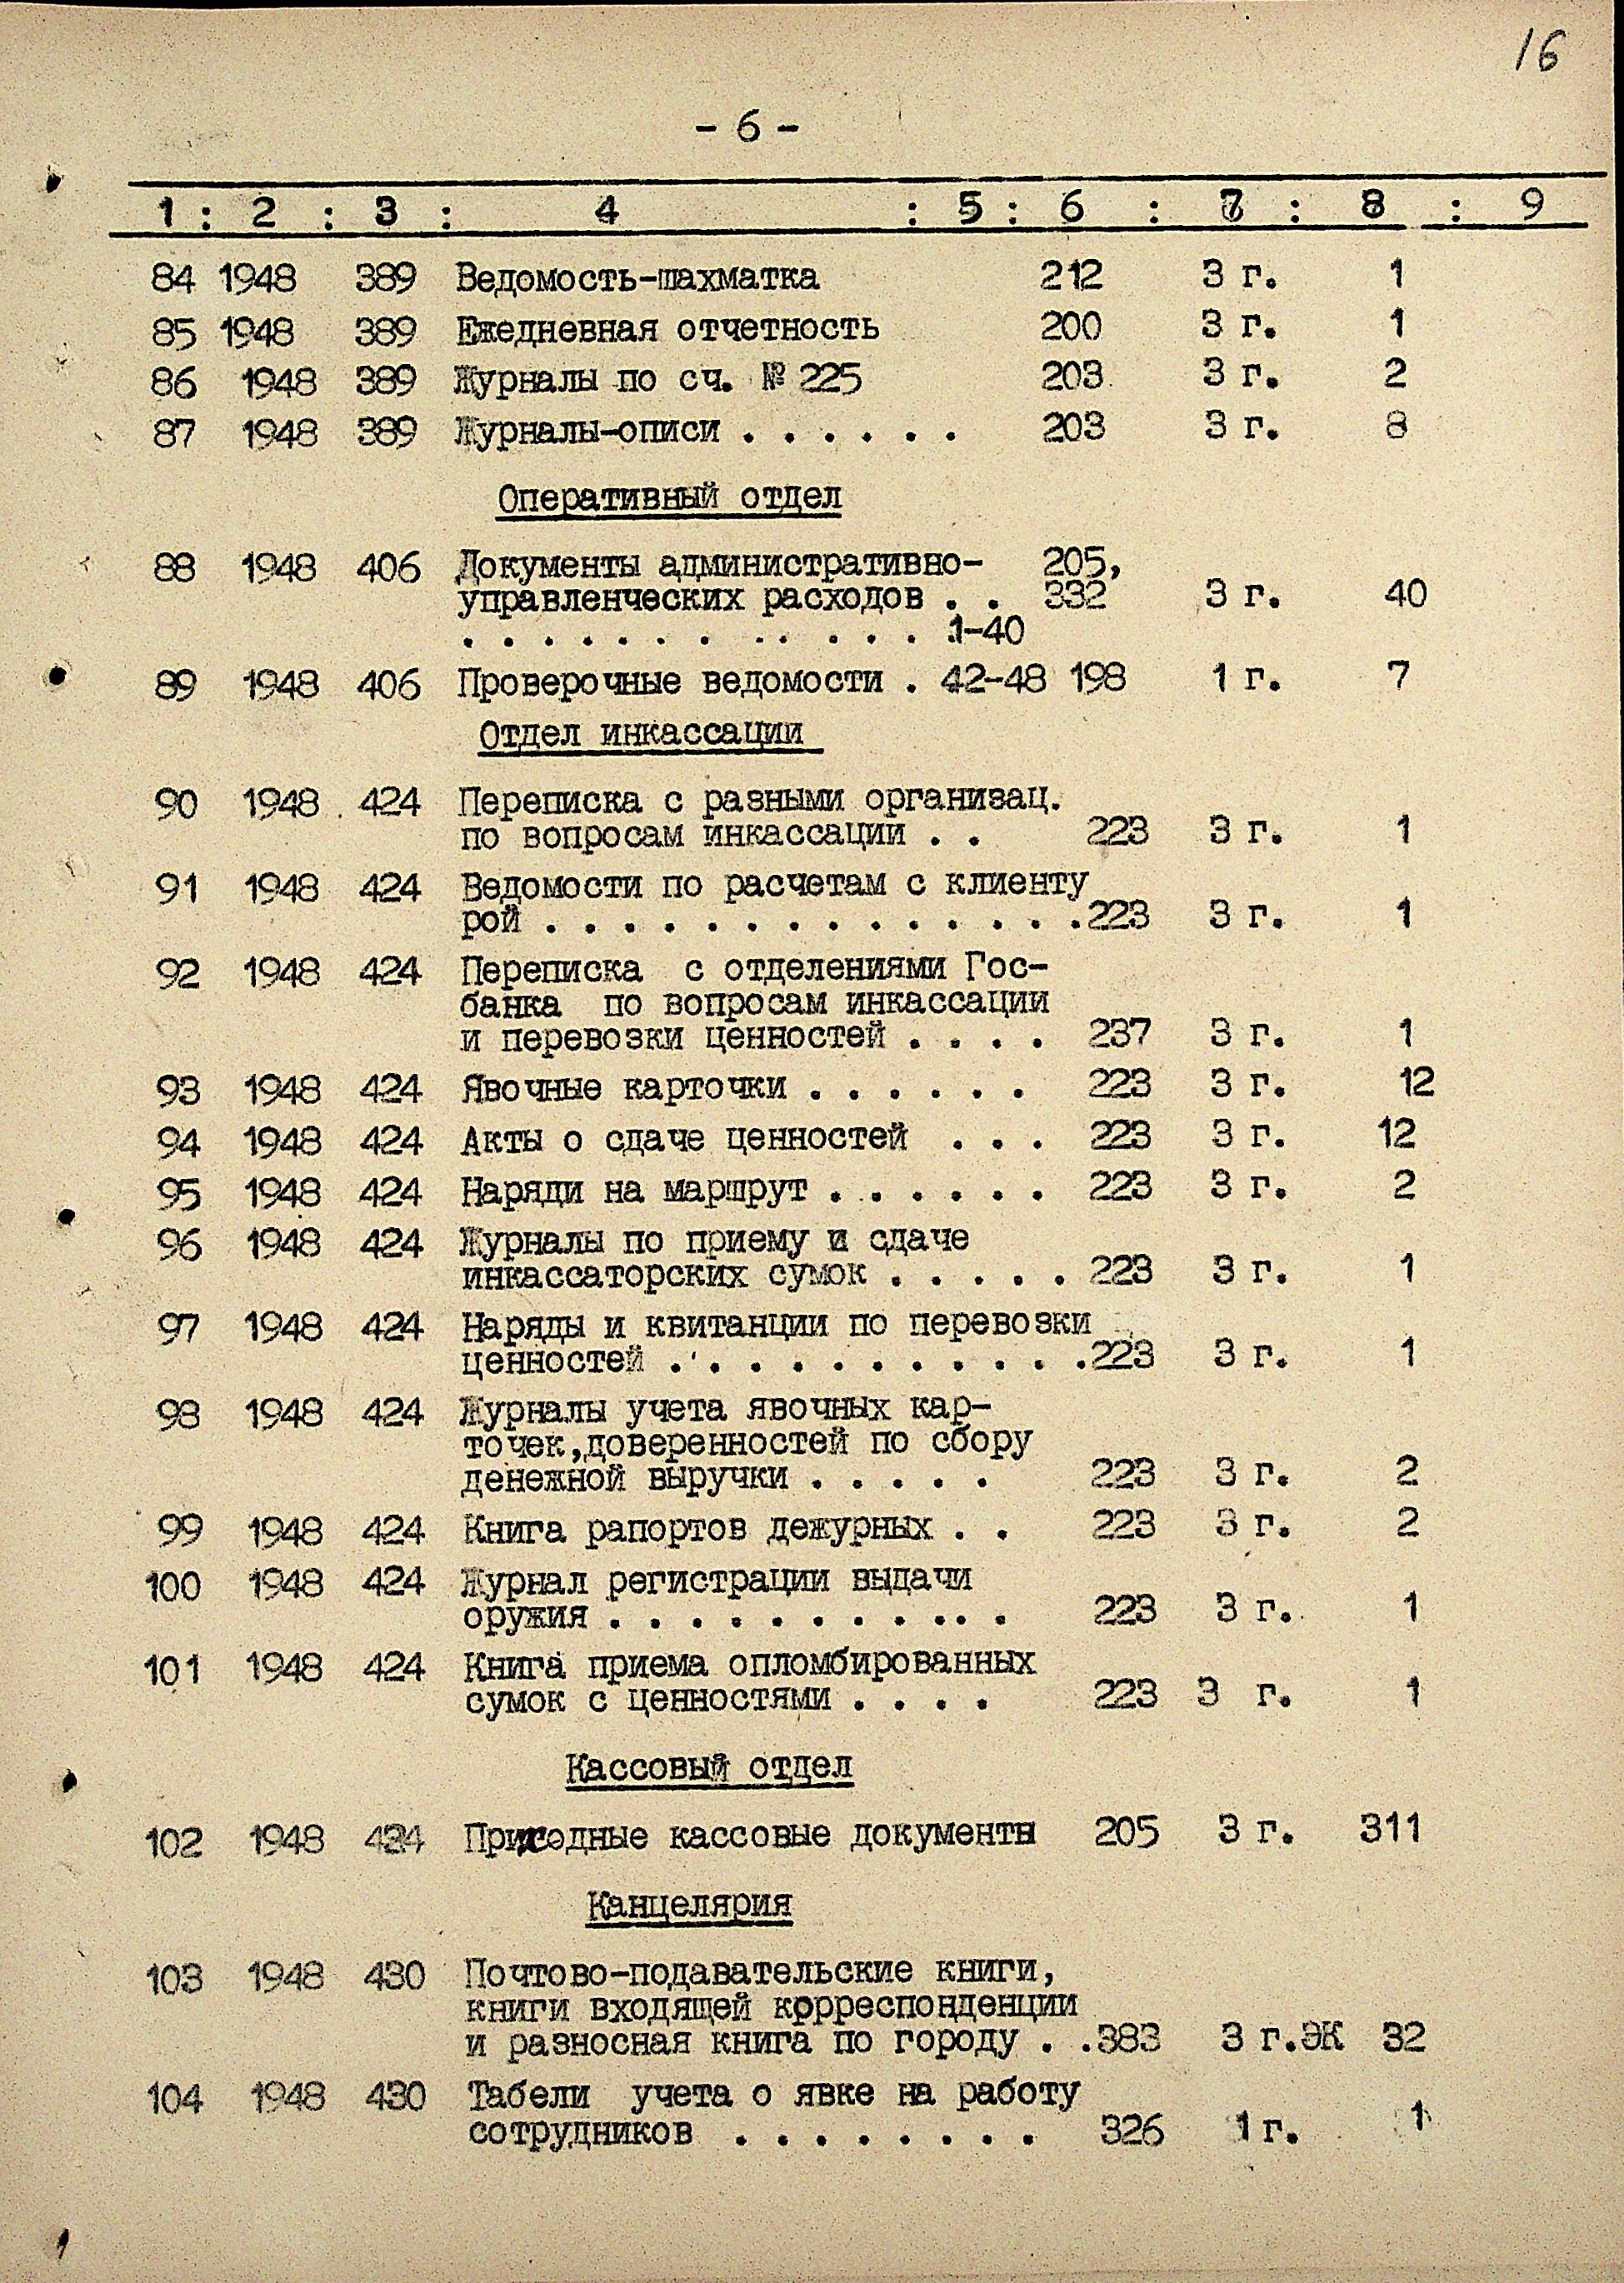 16
- 6 -
1 : 2 : 3 : 4 : 5 : 6 : 7 : 8 : 9
84 1948 389 Ведомость-шахматка 212 3 г. 1
85 1948 389 Ежедневная отчетность 200 3 г. 1
86 1948 389 Журналы по сч. № 225 203 3 г. 2
87 1948 389 Журналы-описи . . . . . . 203 3 г. 8
Оперативный отдел
88 1948 406 Документы административно- 205,
управленческих расходов . . 332 3 г. 40
. . . . . . . . . . . . 1-40
89 1948 406 Проверочные ведомости . 42-48 198 1 г. 7
Отдел инкассации
90 1948 424 Переписка с разными организац.
по вопросам инкассации . . 223 3 г. 1
91 1948 424 Ведомости по расчетам с клиенту
рой . . . . . . . . . . . . . . 223 3 г. 1
92 1948 424 Переписка с отделениями Гос-
банка по вопросам инкассации
и перевозки ценностей . . . . 237 3 г. 1
93 1948 424 Явочные карточки . . . . . . 223 3 г. 12
94 1948 424 Акты о сдаче ценностей . . . 223 3 г. 12
95 1948 424 Наряди на маршрут . . . . . . 223 3 г. 2
96 1948 424 Журналы по приему и сдаче
инкассаторских сумок . . . . . 223 3 г. 1
97 1948 424 Наряды и квитанции по перевозки
ценностей . . . . . . . . . . . 223 3 г. 1
98 1948 424 Журналы учета явочных кар-
точек,доверенностей по сбору
денежной выручки . . . . . 223 3 г. 2
99 1948 424 Книга рапортов дежурных . . 223 3 г. 2
100 1948 424 Журнал регистрации выдачи
оружия . . . . . . . . . . . 223 3 г. 1
101 1948 424 Книга приема опломбированных
сумок с ценностями . . . . 223 3 г. 1
Кассовый отдел
102 1948 434 Приходные кассовые документы 205 3 г. 311
Канцелярия
103 1948 430 Почтово-подавательские книги,
книги входящей корреспонденции
и разносная книга по городу . . 383 3 г.ЭК 32
104 1948 430 Табели учета о явке на работу
сотрудников . . . . . . . . 326 1 г. 1